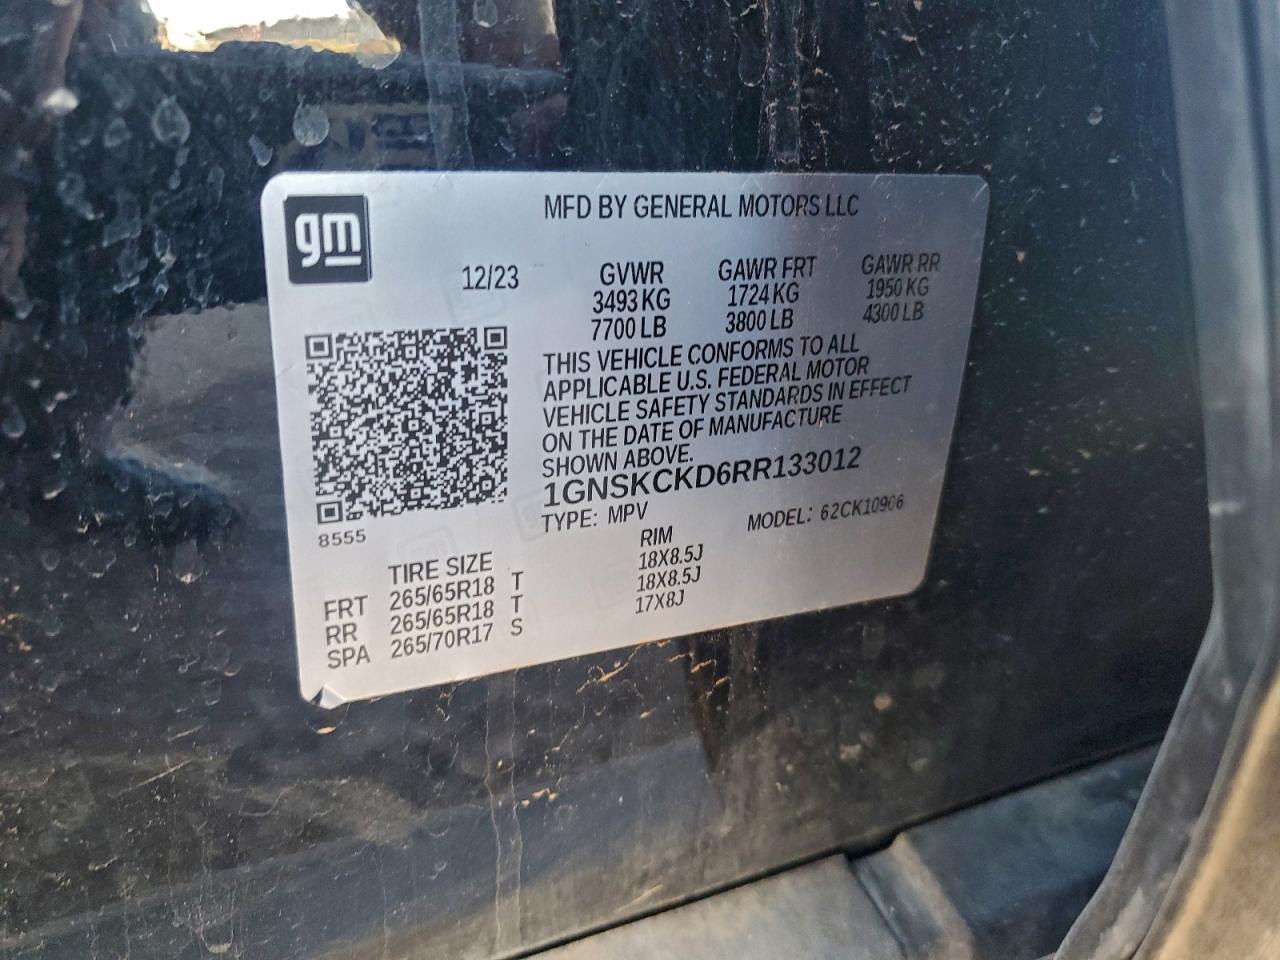 gm
MFD BY GENERAL MOTORS LLC
12/23
GVWR GAWR FRT GAWR RR
3493 KG 1724 KG 1950 KG
7700 LB 3800 LB 4300 LB
THIS VEHICLE CONFORMS TO ALL
APPLICABLE U.S. FEDERAL MOTOR
VEHICLE SAFETY STANDARDS IN EFFECT
ON THE DATE OF MANUFACTURE
SHOWN ABOVE.
1GNSKCKD6RR133012
TYPE: MPV MODEL: 62CK10906
8555
TIRE SIZE RIM
FRT 265/65R18 T 18X8.5J
RR 265/65R18 T 18X8.5J
SPA 265/70R17 S 17X8J